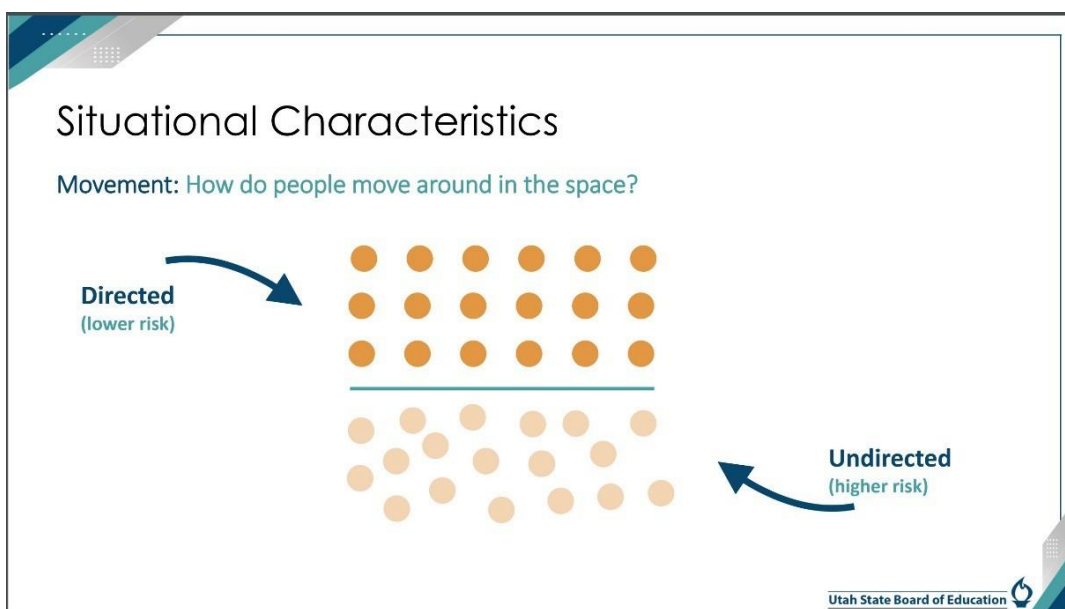 Situational Characteristics
Movement: How do people move around in the space?
Directed
(lower risk)
Undirected
(higher risk)
Utah State Board of Education